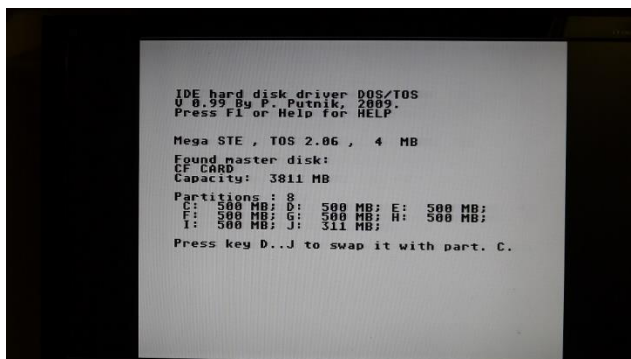 IDE hard disk driver DOS/TOS
V 0.99 By P. Putnik, 2009.
Press F1 or Help for HELP
Mega STE , TOS 2.06 , 4 MB
Found master disk:
CF CARD
Capacity: 3811 MB
Partitions : 8
C: 500 MB; D: 500 MB; E: 500 MB;
F: 500 MB; G: 500 MB; H: 500 MB;
I: 500 MB; J: 311 MB;
Press key D..J to swap it with part. C.